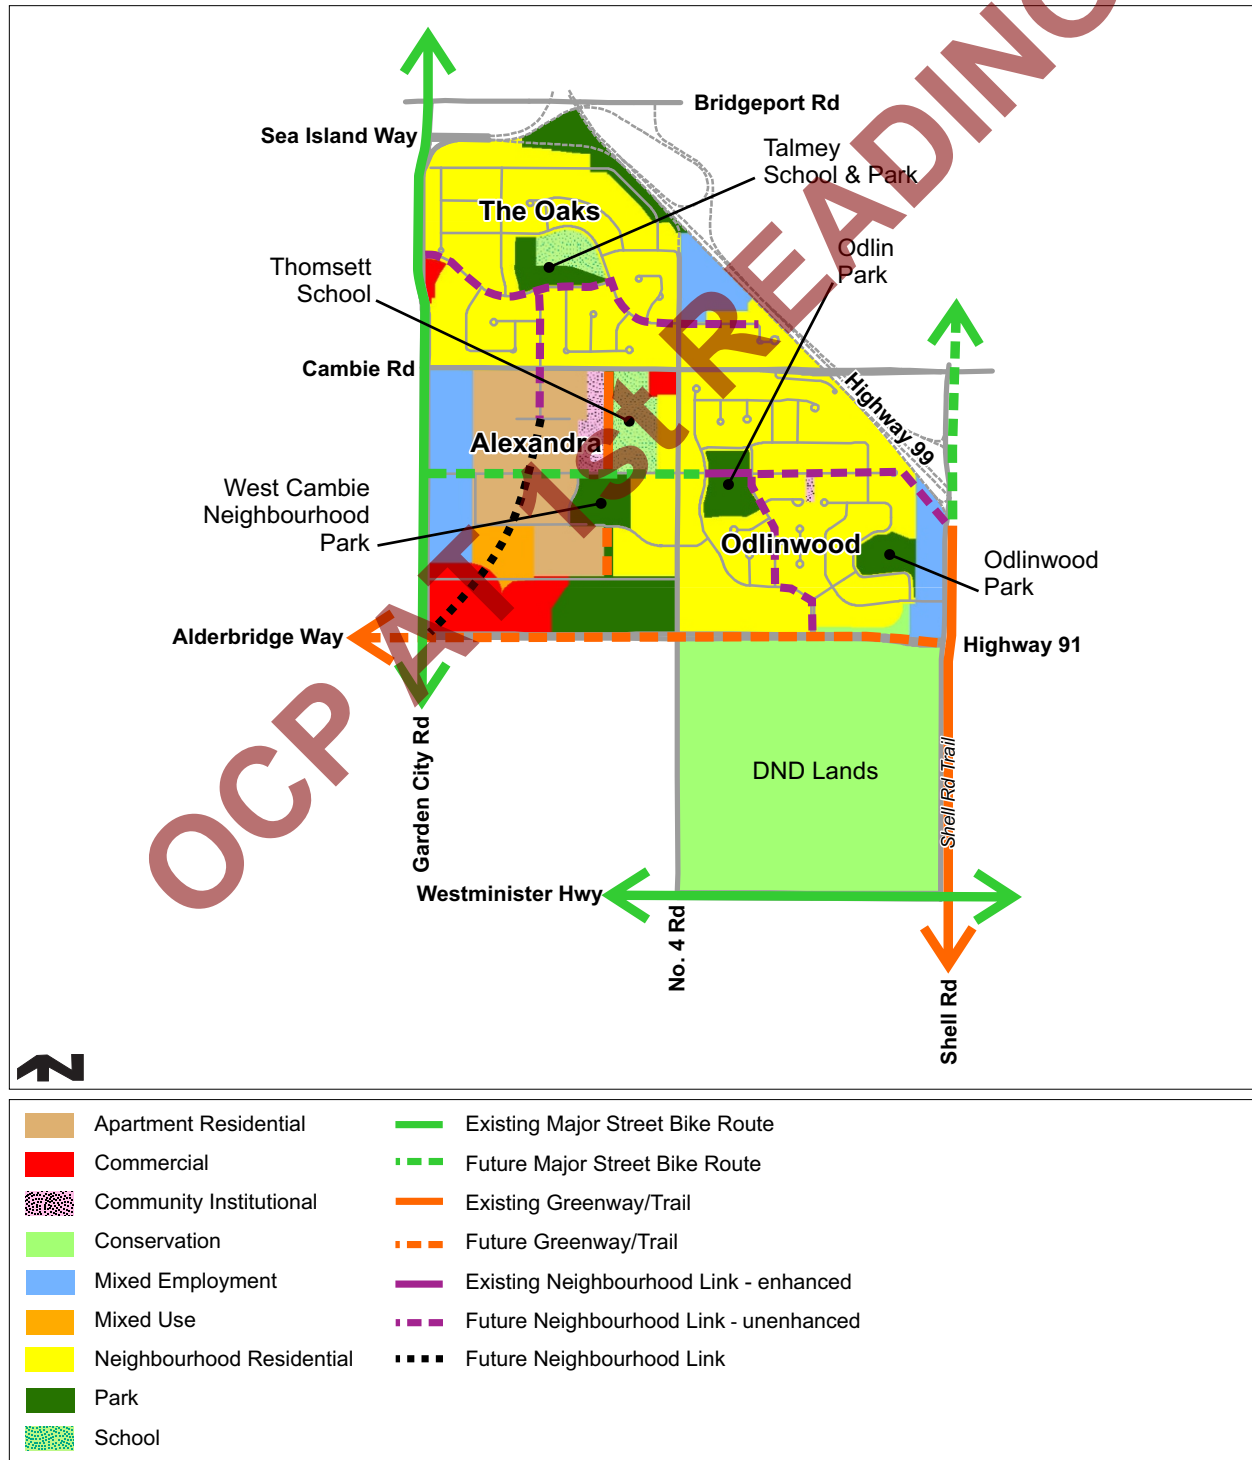 Bridgeport Rd
Sea Island Way
Talmey
School & Park
The Oaks
Odlin
Park
Thomsett
School
Cambie Rd
Highway 99
Alexandra
West Cambie
Neighbourhood
Park
Odlinwood
Odlinwood
Park
Alderbridge Way
Highway 91
Garden City Rd
DND Lands
Shell Rd Trail
Westminister Hwy
No. 4 Rd
Shell Rd
OCP AT 1st READING
N
Apartment Residential
Commercial
Community Institutional
Conservation
Mixed Employment
Mixed Use
Neighbourhood Residential
Park
School
Existing Major Street Bike Route
Future Major Street Bike Route
Existing Greenway/Trail
Future Greenway/Trail
Existing Neighbourhood Link - enhanced
Future Neighbourhood Link - unenhanced
Future Neighbourhood Link